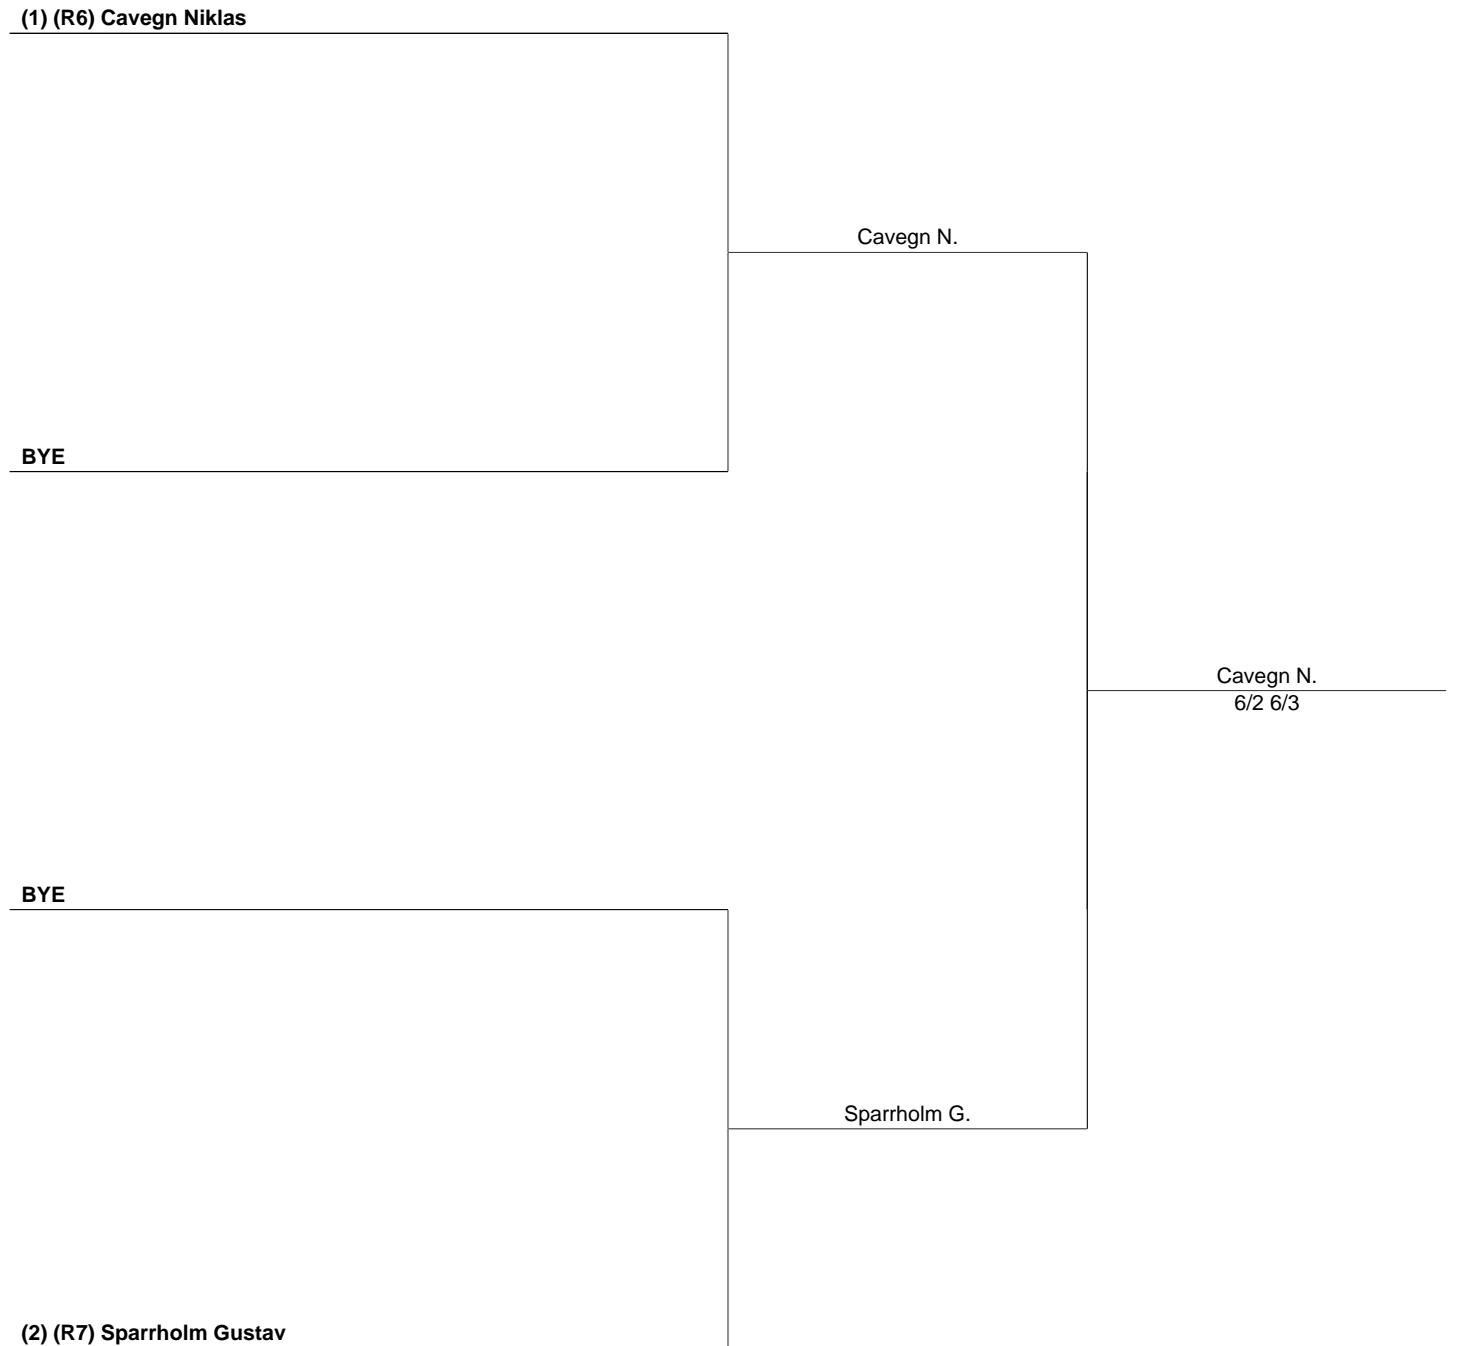 (1) (R6) Cavegn Niklas
Cavegn N.
BYE
Cavegn N.
6/2 6/3
BYE
Sparrholm G.
(2) (R7) Sparrholm Gustav